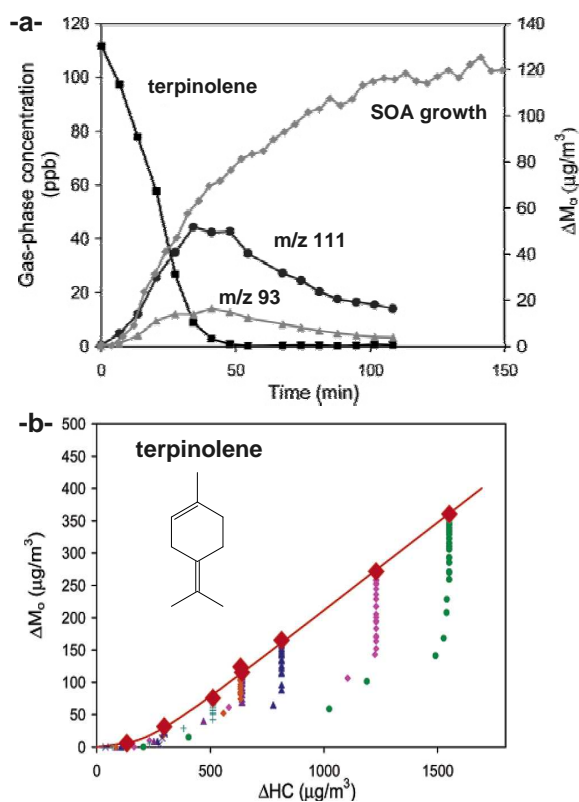 -a-
120
100
80
60
40
20
0
Gas-phase concentration
(ppb)
terpinolene
SOA growth
m/z 111
m/z 93
140
120
100
80
60
40
20
0
ΔMₒ (μg/m³)
0 50 100 150
Time (min)
-b-
terpinolene
500
450
400
350
300
250
200
150
100
50
0
ΔMₒ (μg/m³)
0 500 1000 1500
ΔHC (μg/m³)